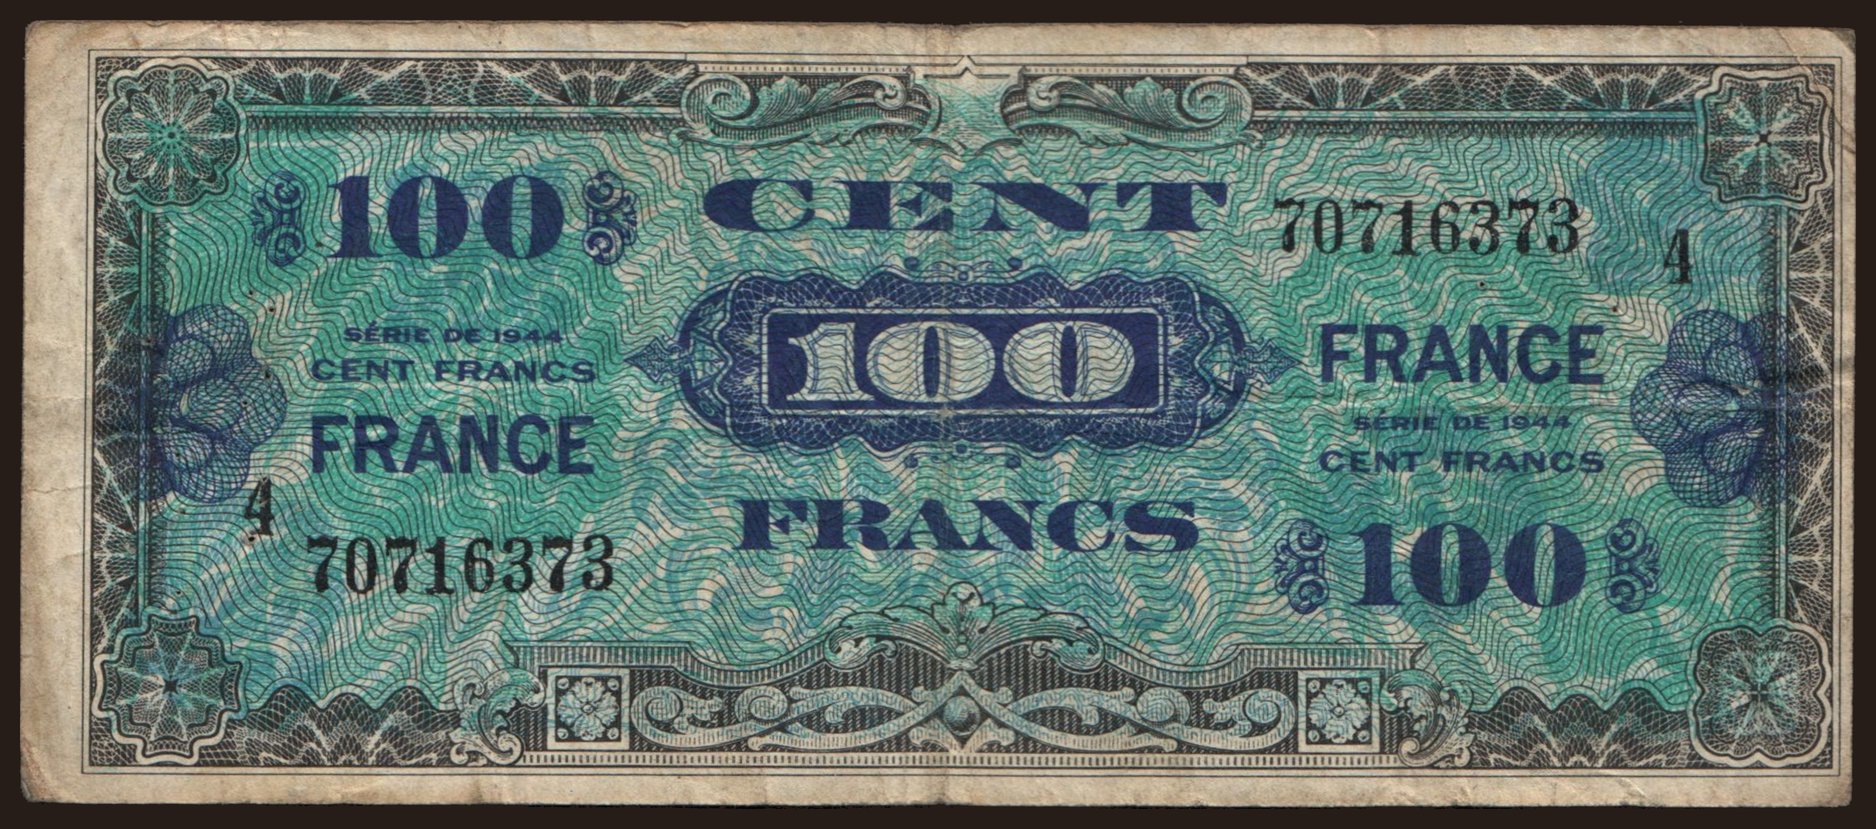 100 CENT 70716373 4
SÉRIE DE 1944
CENT FRANCS
FRANCE
4
70716373
100
FRANCS
FRANCE
SÉRIE DE 1944
CENT FRANCS
100